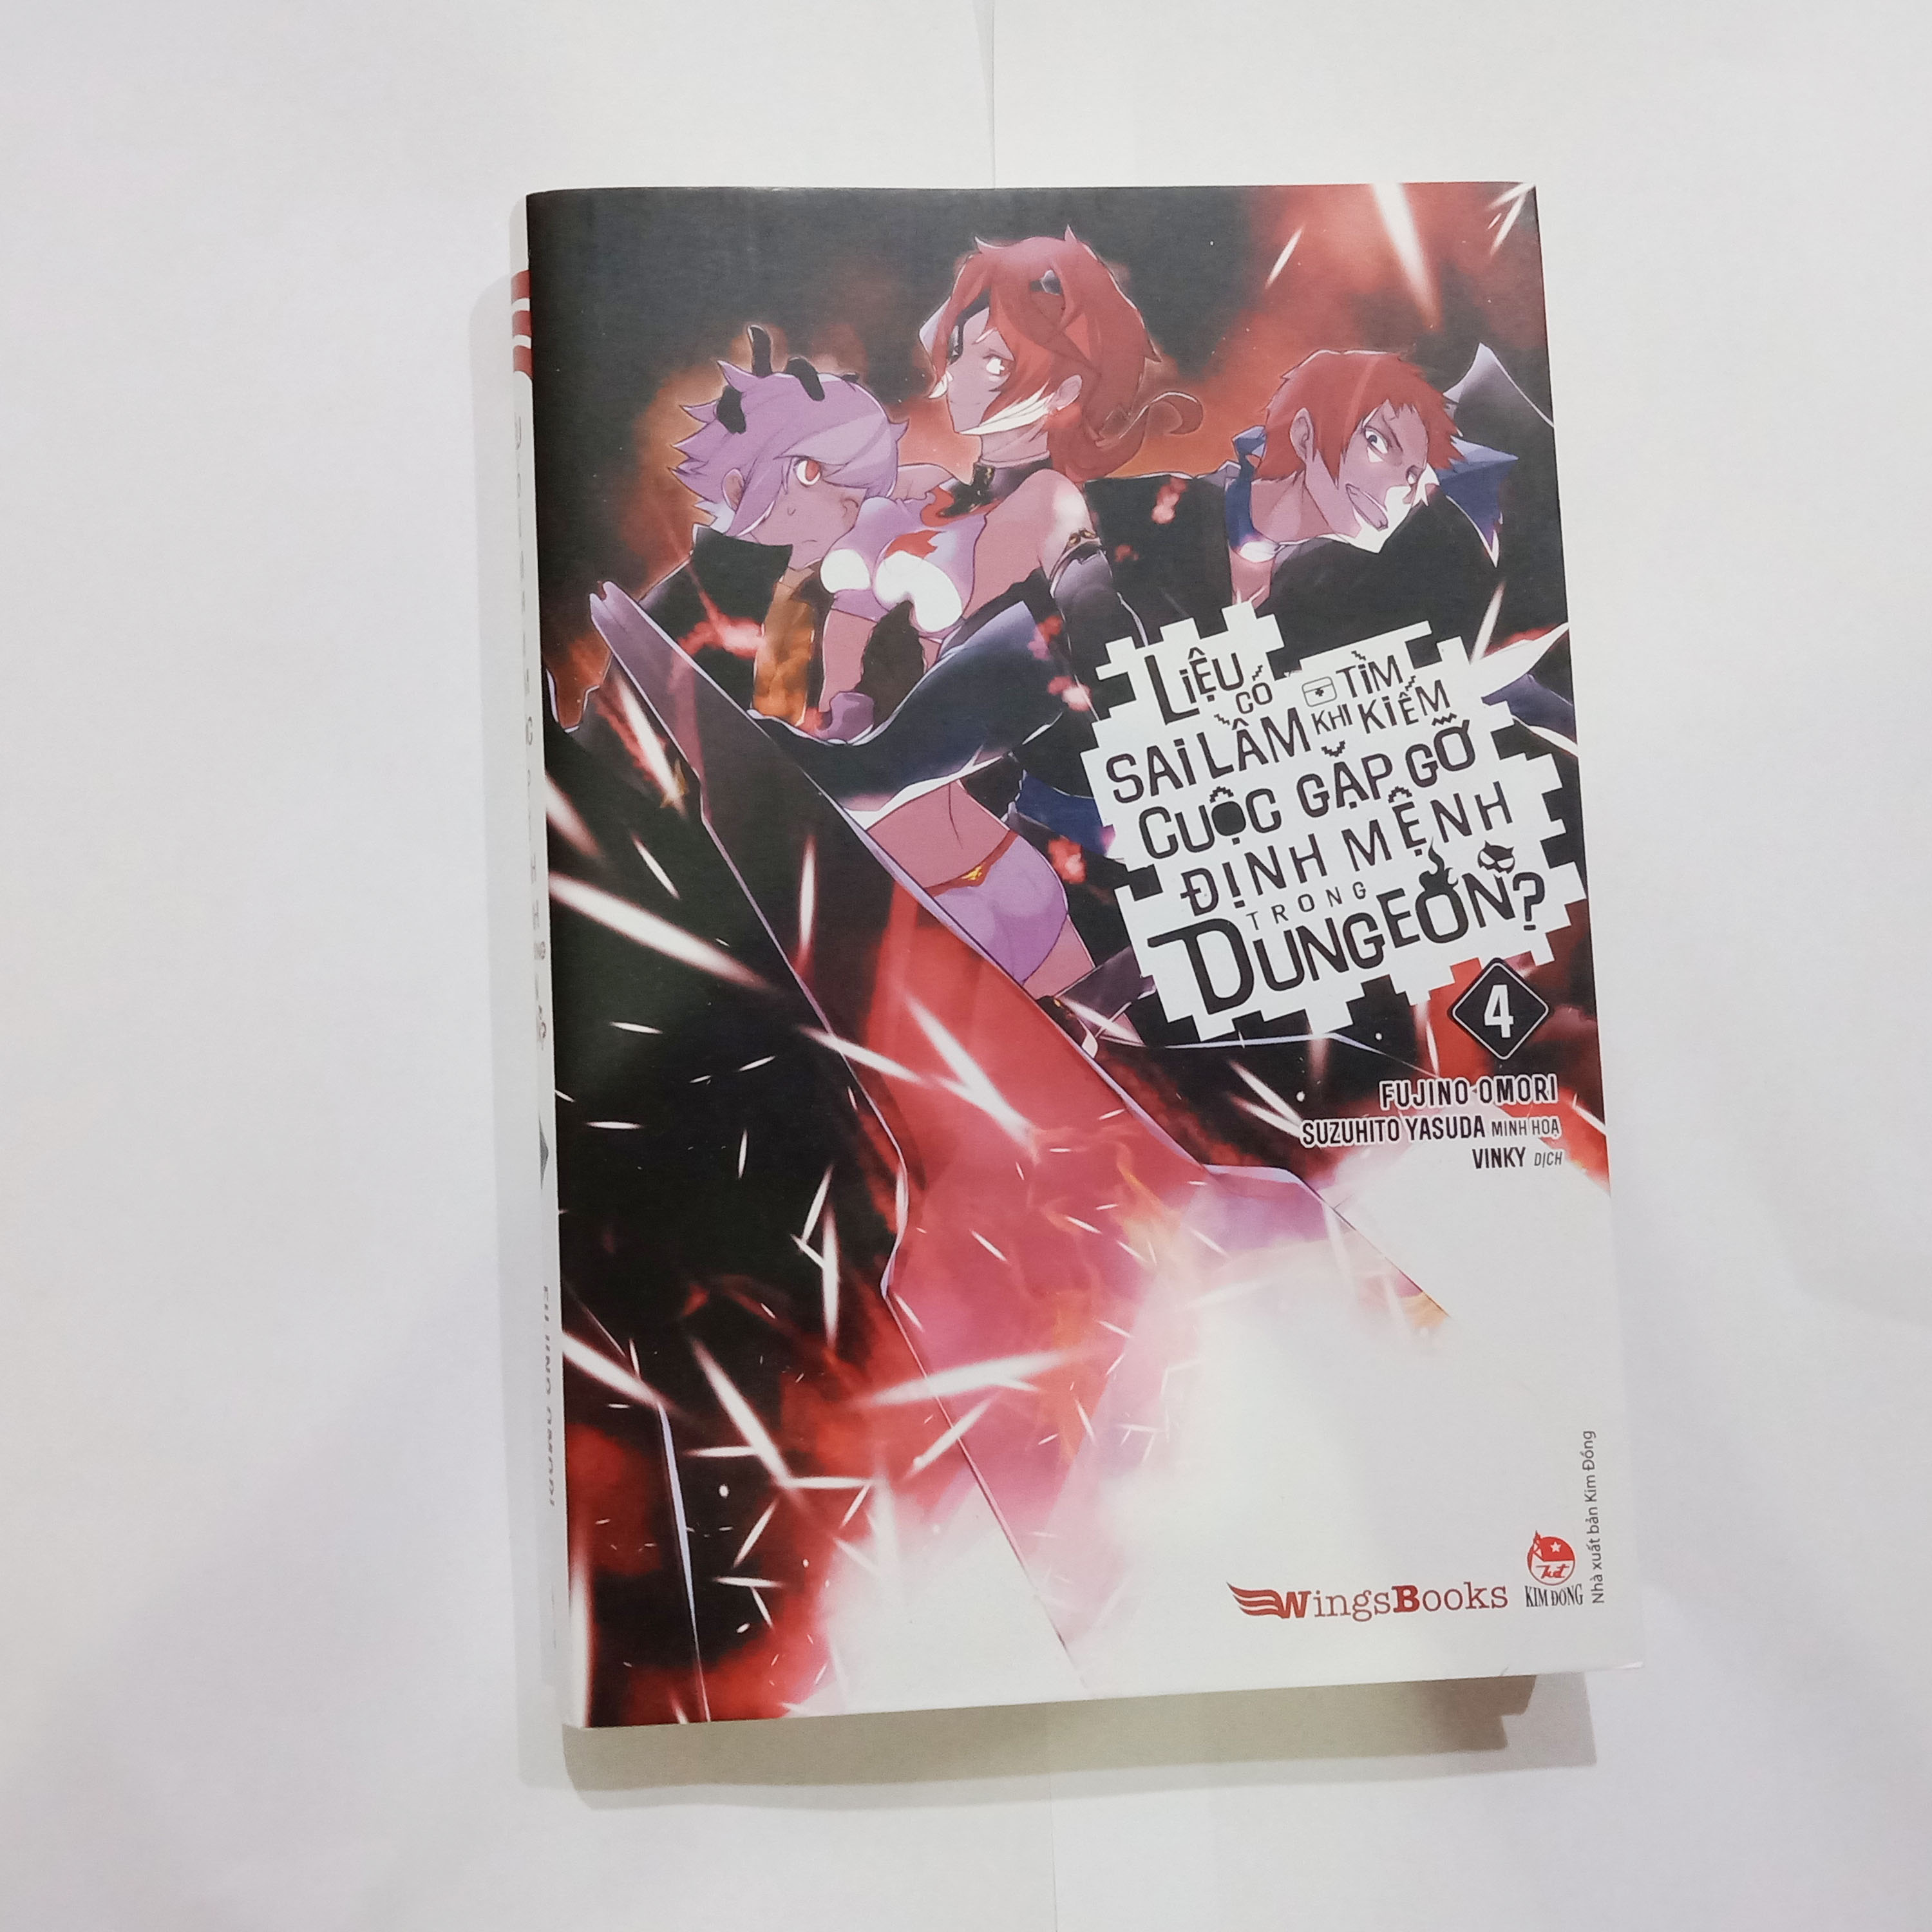 LIỆU
CÓ
SAI LẦM KHI TÌM KIẾM
CUỘC GẶP GỠ
ĐỊNH MỆNH
TRONG
DUNGEON?
4
FUJINO OMORI
SUZUHITO YASUDA MINH HOẠ
VINKY DỊCH
WingsBooks
KIM ĐỒNG
Nhà xuất bản Kim Đồng